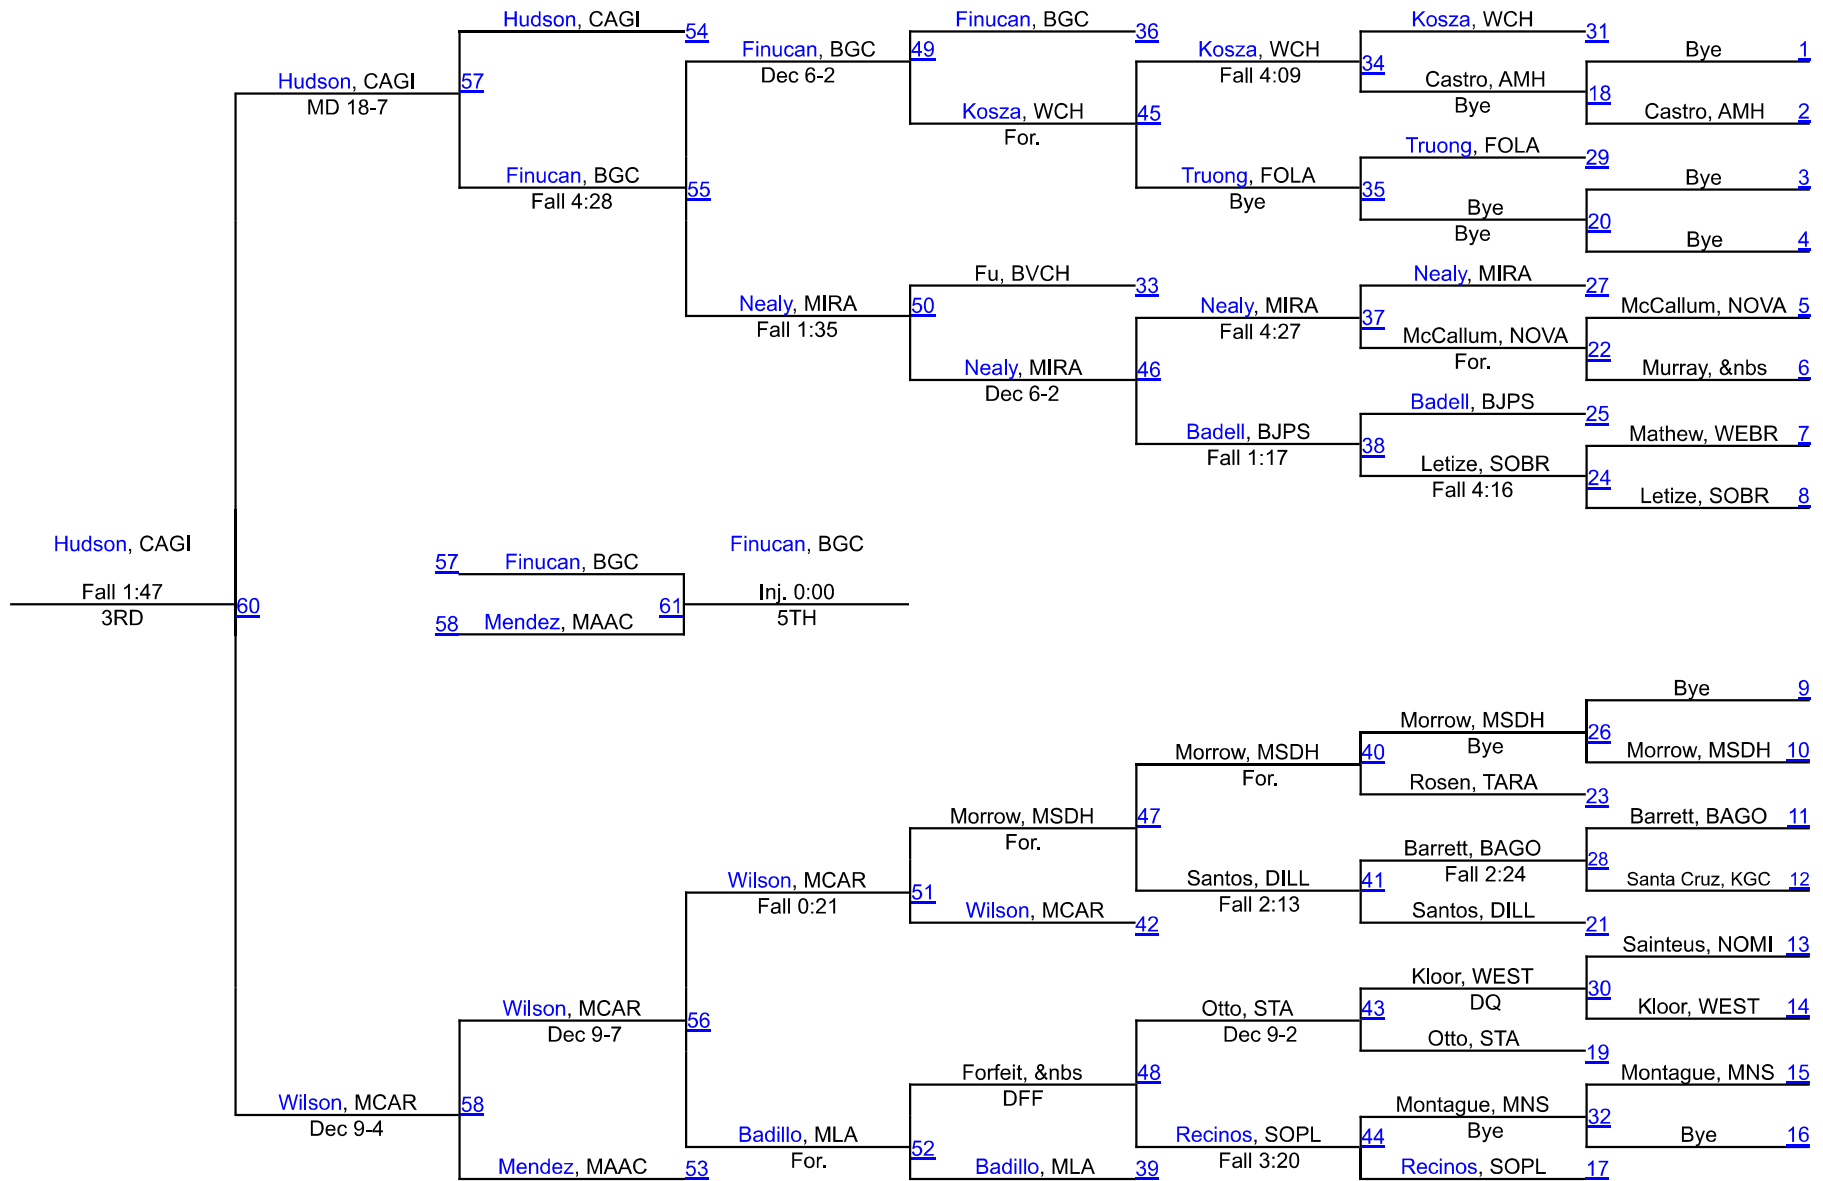 Hudson, CAGI
54
Finucan, BGC
36
Kosza, WCH
31
Finucan, BGC
49
Dec 6-2
Kosza, WCH
34
Fall 4:09
Bye 1
Hudson, CAGI
57
MD 18-7
Castro, AMH
18
Bye
Kosza, WCH
45
For.
Castro, AMH 2
Truong, FOLA
29
Finucan, BGC
55
Fall 4:28
Truong, FOLA
35
Bye
Bye 3
Bye
20
Bye
Bye 4
Fu, BVCH
33
Nealy, MIRA
27
Nealy, MIRA
50
Fall 1:35
Nealy, MIRA
37
Fall 4:27
McCallum, NOVA 5
McCallum, NOVA
22
For.
Nealy, MIRA
46
Dec 6-2
Murray, &nbs 6
Badell, BJPS
25
Badell, BJPS
38
Fall 1:17
Mathew, WEBR 7
Letize, SOBR
24
Fall 4:16
Letize, SOBR 8
Hudson, CAGI
Fall 1:47
60
3RD
57 Finucan, BGC
Finucan, BGC
Inj. 0:00
61
5TH
58 Mendez, MAAC
Bye 9
Morrow, MSDH
26
Bye
Morrow, MSDH
40
For.
Morrow, MSDH 10
Rosen, TARA
23
Morrow, MSDH
47
For.
Barrett, BAGO 11
Barrett, BAGO
28
Fall 2:24
Wilson, MCAR
51
Fall 0:21
Santos, DILL
41
Fall 2:13
Santa Cruz, KGC 12
Wilson, MCAR
42
Santos, DILL
21
Sainteus, NOMI 13
Kloor, WEST
30
DQ
Wilson, MCAR
56
Dec 9-7
Otto, STA
43
Dec 9-2
Kloor, WEST 14
Otto, STA
19
Forfeit, &nbs
48
DFF
Montague, MNS 15
Wilson, MCAR
58
Dec 9-4
Montague, MNS
32
Bye
Badillo, MLA
52
For.
Recinos, SOPL
44
Fall 3:20
Bye 16
Mendez, MAAC 53
Badillo, MLA 39
Recinos, SOPL 17